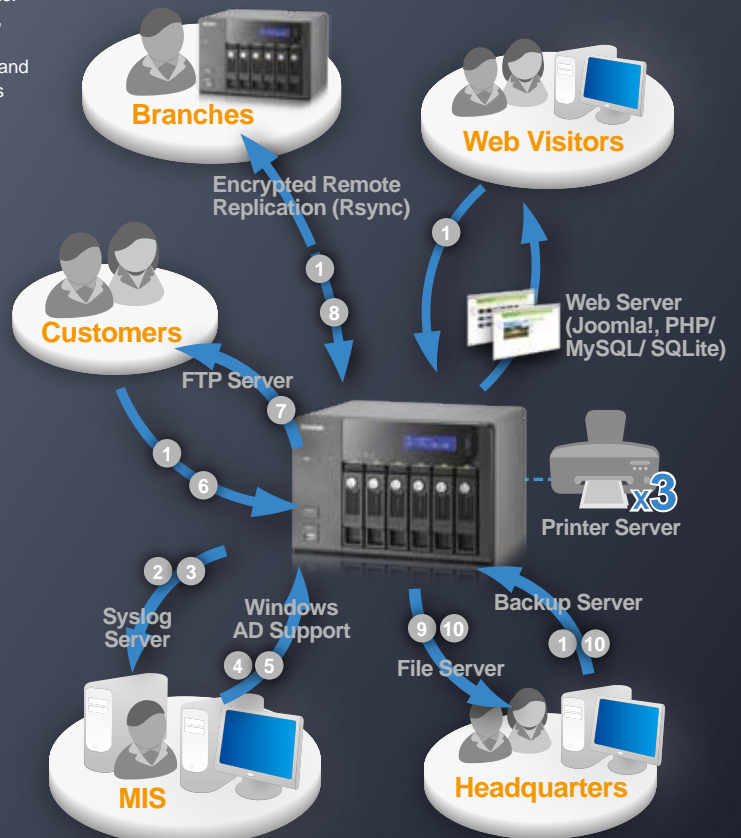 and
s
Branches
Web Visitors
Encrypted Remote
Replication (Rsync)
1
8
1
Web Server
(Joomla!, PHP/
MySQL/ SQLite)
Customers
FTP Server
7
1
6
x3
Printer Server
2 3
Syslog
Server
Windows
AD Support
4 5
Backup Server
9 10
1 10
File Server
MIS
Headquarters